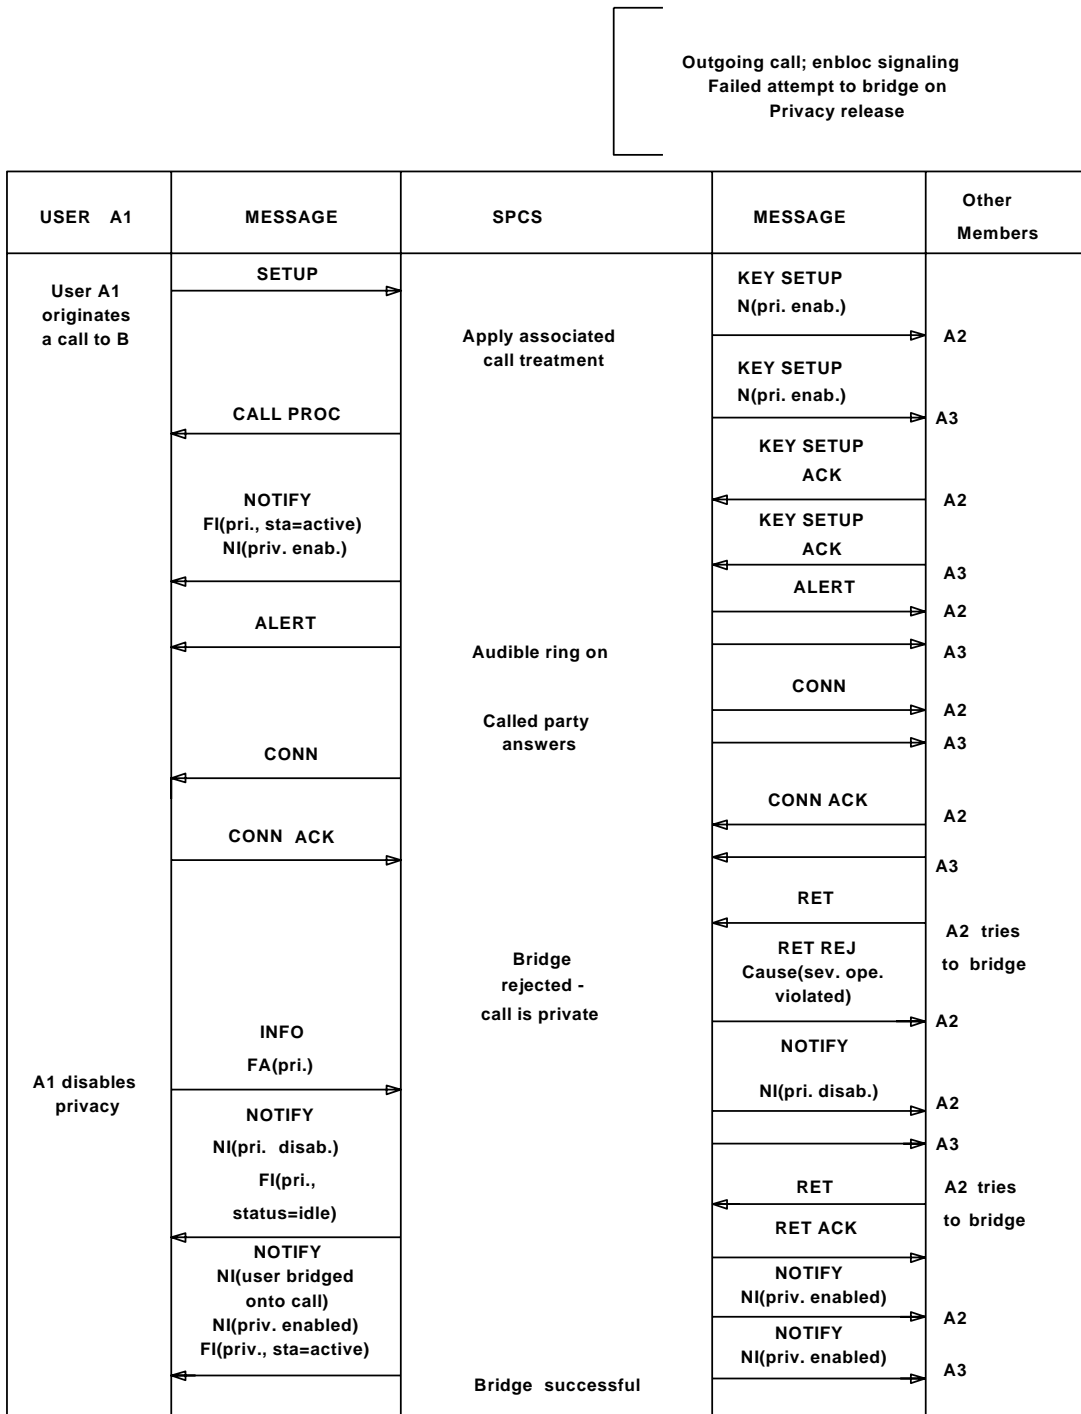 Outgoing call; enbloc signaling
Failed attempt to bridge on
Privacy release
USER A1
MESSAGE
SPCS
MESSAGE
Other
Members
User A1
originates
a call to B
SETUP
KEY SETUP
N(pri. enab.)
A2
Apply associated
call treatment
KEY SETUP
N(pri. enab.)
A3
CALL PROC
KEY SETUP
ACK
A2
NOTIFY
FI(pri., sta=active)
NI(priv. enab.)
KEY SETUP
ACK
A3
ALERT
A2
ALERT
Audible ring on
A3
CONN
A2
Called party
answers
A3
CONN
CONN ACK
A2
CONN ACK
A3
RET
A2 tries
to bridge
Bridge
rejected -
call is private
RET REJ
Cause(sev. ope.
violated)
A2
INFO
FA(pri.)
A1 disables
privacy
NOTIFY
NI(pri. disab.)
A2
A3
NOTIFY
NI(pri. disab.)
FI(pri.,
status=idle)
RET
A2 tries
to bridge
RET ACK
NOTIFY
NI(user bridged
onto call)
NI(priv. enabled)
FI(priv., sta=active)
NOTIFY
NI(priv. enabled)
A2
NOTIFY
NI(priv. enabled)
A3
Bridge successful